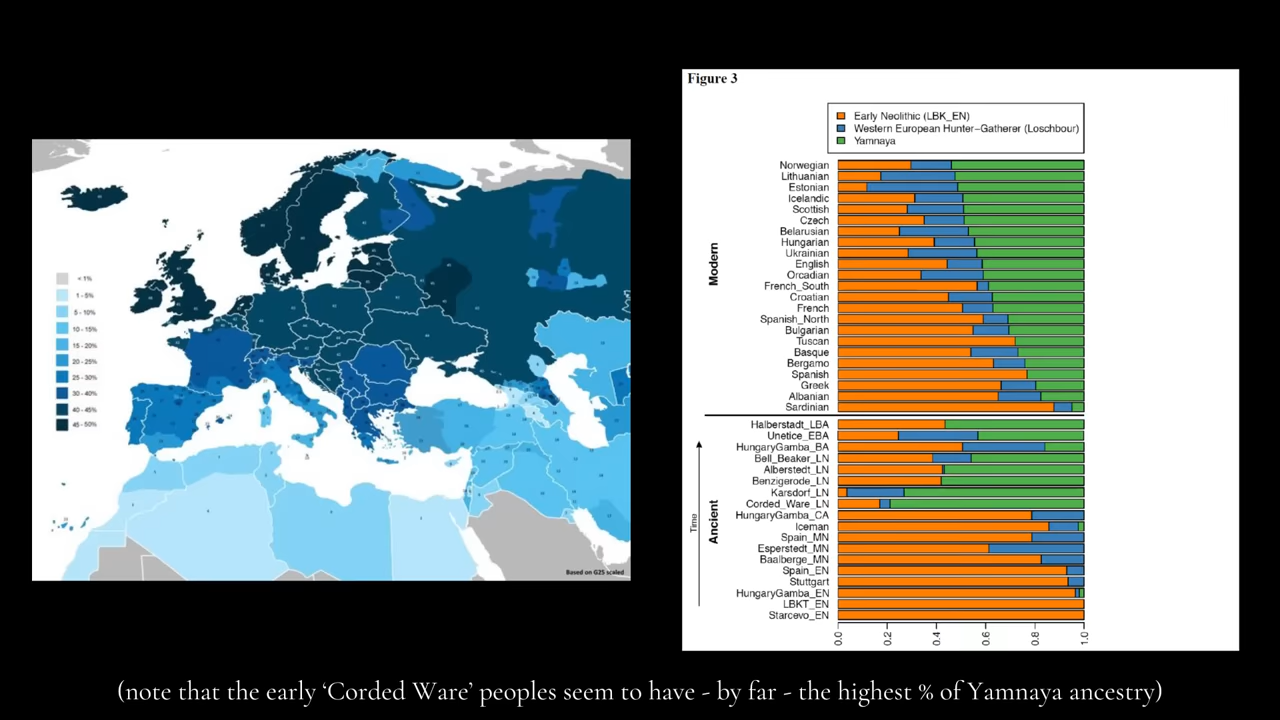 < 1%
1 - 5%
5 - 10%
10 - 15%
15 - 20%
20 - 25%
25 - 30%
30 - 40%
40 - 45%
45 - 50%
Based on G25 scaled
Figure 3
Early Neolithic (LBK_EN)
Western European Hunter−Gatherer (Loschbour)
Yamnaya
Modern
Norwegian
Lithuanian
Estonian
Icelandic
Scottish
Czech
Belarusian
Hungarian
Ukrainian
English
Orcadian
French_South
Croatian
French
Spanish_North
Bulgarian
Tuscan
Basque
Bergamo
Spanish
Greek
Albanian
Sardinian
Time
Ancient
Halberstadt_LBA
Unetice_EBA
HungaryGamba_BA
Bell_Beaker_LN
Alberstedt_LN
Benzigerode_LN
Karsdorf_LN
Corded_Ware_LN
HungaryGamba_CA
Iceman
Spain_MN
Esperstedt_MN
Baalberge_MN
Spain_EN
Stuttgart
HungaryGamba_EN
LBKT_EN
Starcevo_EN
0.0
0.2
0.4
0.6
0.8
1.0
(note that the early ‘Corded Ware’ peoples seem to have - by far - the highest % of Yamnaya ancestry)